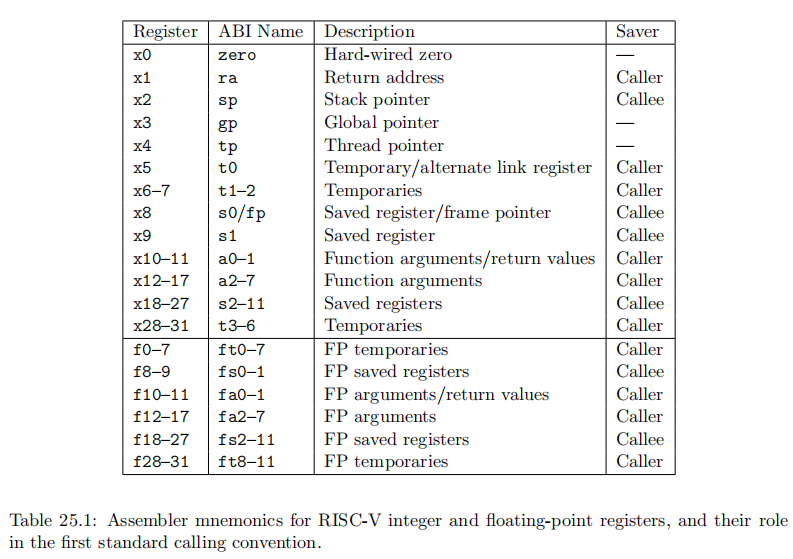 Register ABI Name Description Saver
x0 zero Hard-wired zero —
x1 ra Return address Caller
x2 sp Stack pointer Callee
x3 gp Global pointer —
x4 tp Thread pointer —
x5 t0 Temporary/alternate link register Caller
x6–7 t1–2 Temporaries Caller
x8 s0/fp Saved register/frame pointer Callee
x9 s1 Saved register Callee
x10–11 a0–1 Function arguments/return values Caller
x12–17 a2–7 Function arguments Caller
x18–27 s2–11 Saved registers Callee
x28–31 t3–6 Temporaries Caller
f0–7 ft0–7 FP temporaries Caller
f8–9 fs0–1 FP saved registers Callee
f10–11 fa0–1 FP arguments/return values Caller
f12–17 fa2–7 FP arguments Caller
f18–27 fs2–11 FP saved registers Callee
f28–31 ft8–11 FP temporaries Caller
Table 25.1: Assembler mnemonics for RISC-V integer and floating-point registers, and their role
in the first standard calling convention.